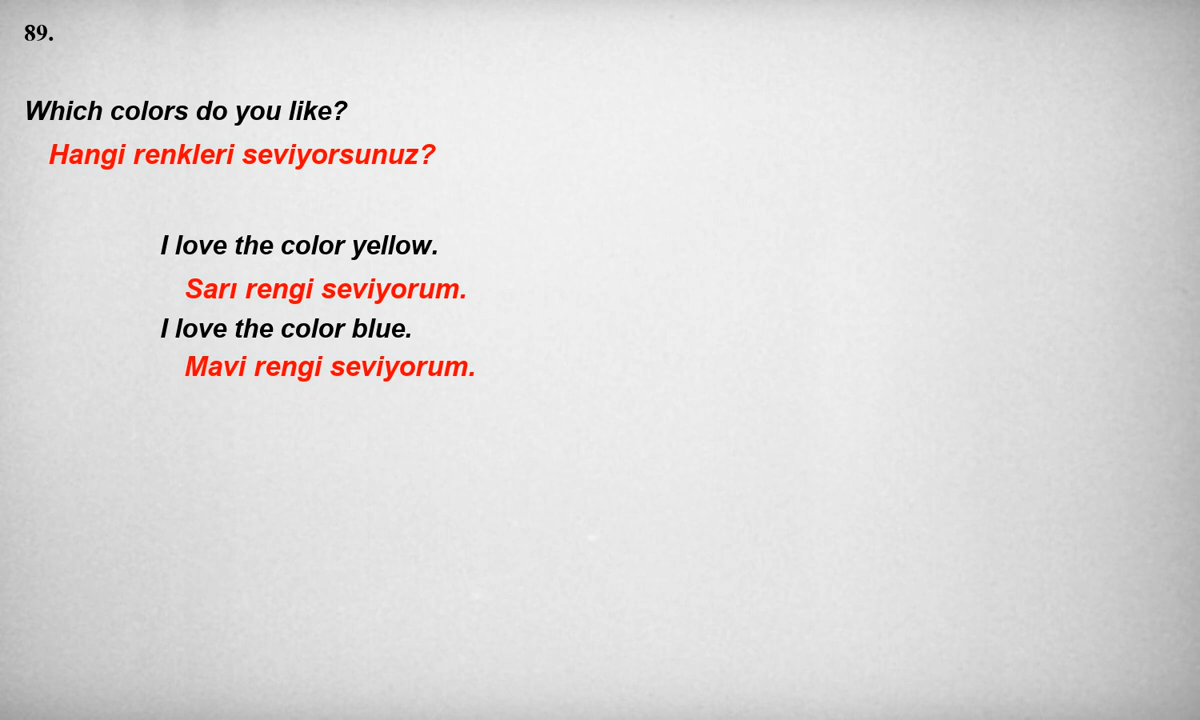 89.
Which colors do you like?
Hangi renkleri seviyorsunuz?
I love the color yellow.
Sarı rengi seviyorum.
I love the color blue.
Mavi rengi seviyorum.